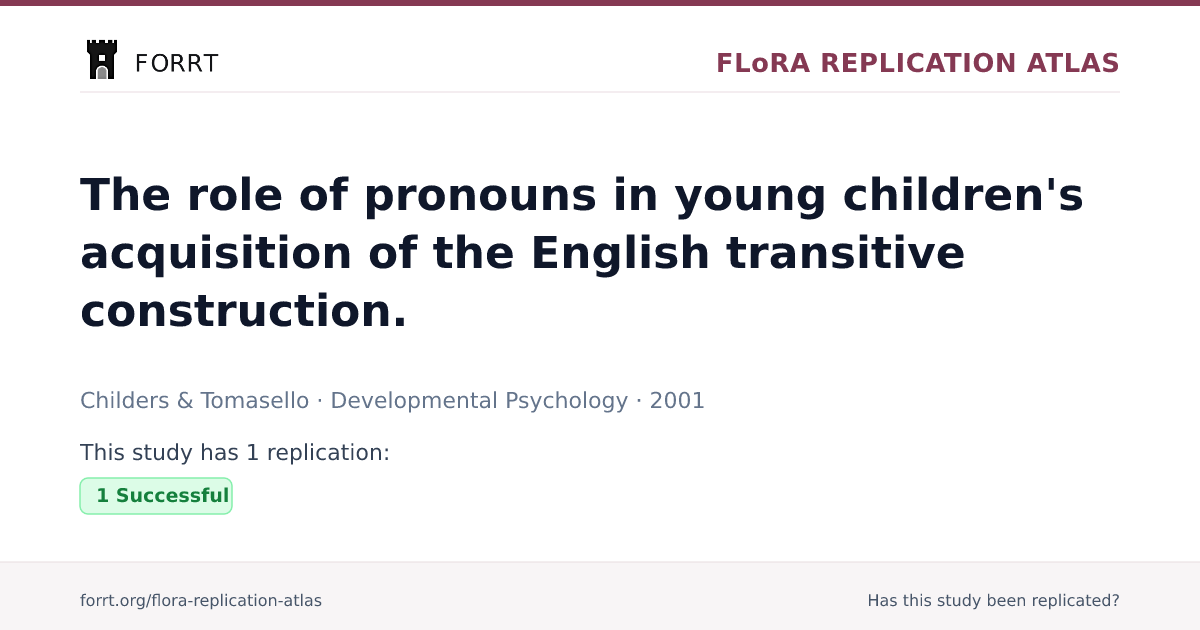 FORRT
FLoRA REPLICATION ATLAS
The role of pronouns in young children's
acquisition of the English transitive
construction.
Childers & Tomasello · Developmental Psychology · 2001
This study has 1 replication:
1 Successful
forrt.org/flora-replication-atlas
Has this study been replicated?